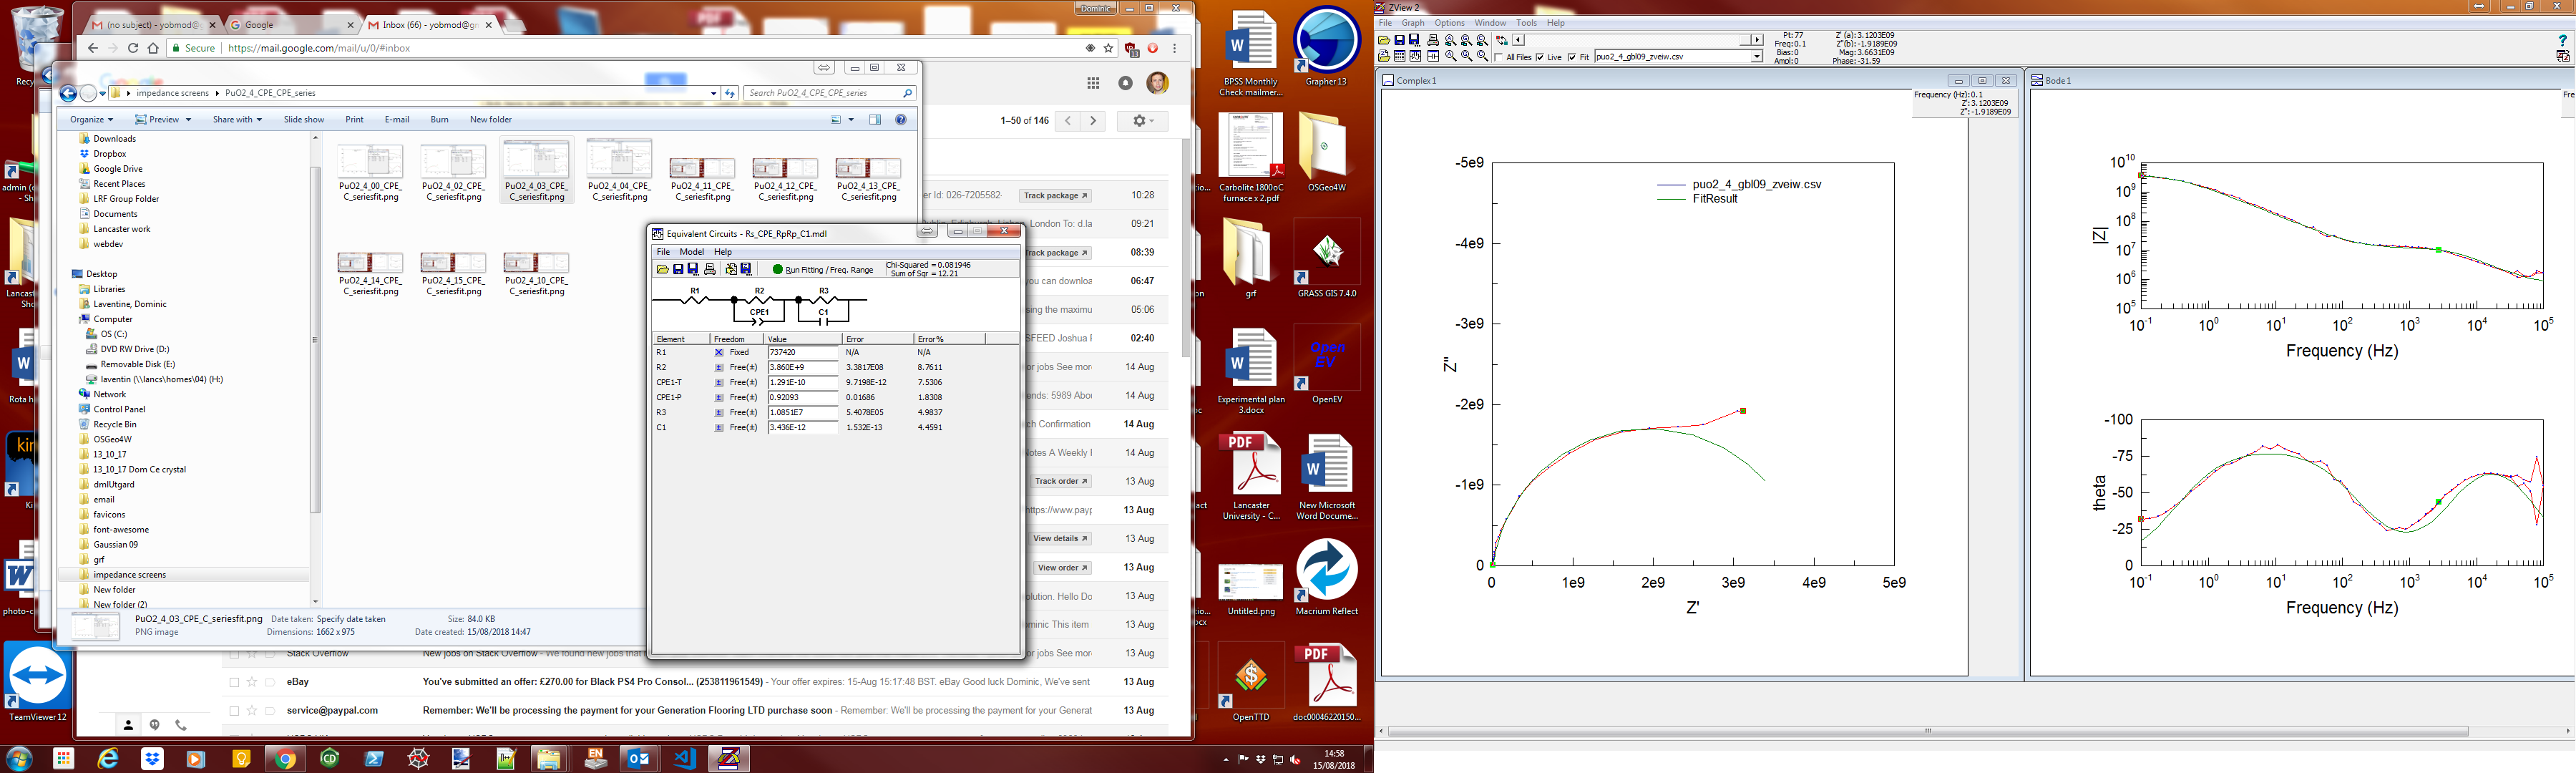 (no subject) - yobmod@
Google
Inbox (66) - yobmod@g
Dominic
Secure
https://mail.google.com/mail/u/0/#inbox
impedance screens
PuO2_4_CPE_CPE_series
Search PuO2_4_CPE_CPE_series
Organize
Preview
Share with
Slide show
Print
E-mail
Burn
New folder
1–50 of 146
Downloads
Dropbox
Google Drive
Recent Places
LRF Group Folder
Documents
Lancaster work
webdev
Desktop
Libraries
Laventine, Dominic
Computer
OS (C:)
DVD RW Drive (D:)
Removable Disk (E:)
laventin (\\lancs\homes\04) (H:)
Network
Control Panel
Recycle Bin
OSGeo4W
13_10_17
13_10_17 Dom Ce crystal
dmlUtgard
email
favicons
font-awesome
Gaussian 09
grf
impedance screens
New folder
New folder (2)
PuO2_4_00_CPE_C_seriesfit.png
PuO2_4_02_CPE_C_seriesfit.png
PuO2_4_03_CPE_C_seriesfit.png
PuO2_4_04_CPE_C_seriesfit.png
PuO2_4_11_CPE_C_seriesfit.png
PuO2_4_12_CPE_C_seriesfit.png
PuO2_4_13_CPE_C_seriesfit.png
PuO2_4_14_CPE_C_seriesfit.png
PuO2_4_15_CPE_C_seriesfit.png
PuO2_4_10_CPE_C_seriesfit.png
PuO2_4_03_CPE_C_seriesfit.png
Date taken: Specify date taken
Size: 84.0 KB
PNG image
Dimensions: 1662 x 975
Date created: 15/08/2018 14:47
Equivalent Circuits - Rs_CPE_RpRp_C1.mdl
File
Model
Help
Run Fitting / Freq. Range
Chi-Squared = 0.081946
Sum of Sqr = 12.21
R1
R2
R3
CPE1
C1
Element Freedom Value Error Error%
R1 Fixed 737420 N/A N/A
R2 Free(±) 3.860E+9 3.3817E08 8.7611
CPE1-T Free(±) 1.291E-10 9.7198E-12 7.5306
CPE1-P Free(±) 0.92093 0.01686 1.8308
R3 Free(±) 1.0851E7 5.4078E05 4.9837
C1 Free(±) 3.436E-12 1.532E-13 4.4591
er Id: 026-7205582- Track package 10:28
London To: d.la 09:21
Track package 08:39
you can downloa 06:47
sing the maximu 05:06
SFEED Joshua 02:40
or jobs See mor 14 Aug
ends: 5989 Abo 14 Aug
ch Confirmation 14 Aug
Notes A Weekly 14 Aug
Track order 13 Aug
https://www.payp 13 Aug
View details 13 Aug
View order 13 Aug
olution. Hello Do 13 Aug
ominic This item 13 Aug
Stack Overflow New jobs on Stack Overflow - We found new jobs that or jobs See mor 13 Aug
eBay You've submitted an offer: £270.00 for Black PS4 Pro Consol... (253811961549) - Your offer expires: 15-Aug 15:17:48 BST. eBay Good luck Dominic, We've sent 13 Aug
service@paypal.com Remember: We'll be processing the payment for your Generation Flooring LTD purchase soon - Remember: We'll be processing the payment for your Generat 13 Aug
TeamViewer 12
BPSS Monthly Check mailmer...
Grapher 13
Carbolite 1800oC furnace x 2.pdf
OSGeo4W
grf
GRASS GIS 7.4.0
Experimental plan 3.docx
OpenEV
PDF
Lancaster University - C...
New Microsoft Word Docume...
Untitled.png
Macrium Reflect
OpenTTD
PDF
doc00046220150...
EN
14:58
15/08/2018
ZView 2
File Graph Options Window Tools Help
All Files
Live
Fit
puo2_4_gbl09_zveiw.csv
Pt: 77
Freq: 0.1
Bias: 0
Ampl: 0
Z' (a): 3.1203E09
Z''(b): -1.9189E09
Mag: 3.6631E09
Phase: -31.59
Complex 1
Frequency (Hz): 0.1
Z': 3.1203E09
Z'': -1.9189E09
puo2_4_gbl09_zveiw.csv
FitResult
-5e9
-4e9
-3e9
-2e9
-1e9
0
Z''
0 1e9 2e9 3e9 4e9 5e9
Z'
Bode 1
Fre
10^10
10^9
10^8
10^7
10^6
10^5
|Z|
10^-1 10^0 10^1 10^2 10^3 10^4 10^5
Frequency (Hz)
-100
-75
-50
-25
0
theta
10^-1 10^0 10^1 10^2 10^3 10^4 10^5
Frequency (Hz)